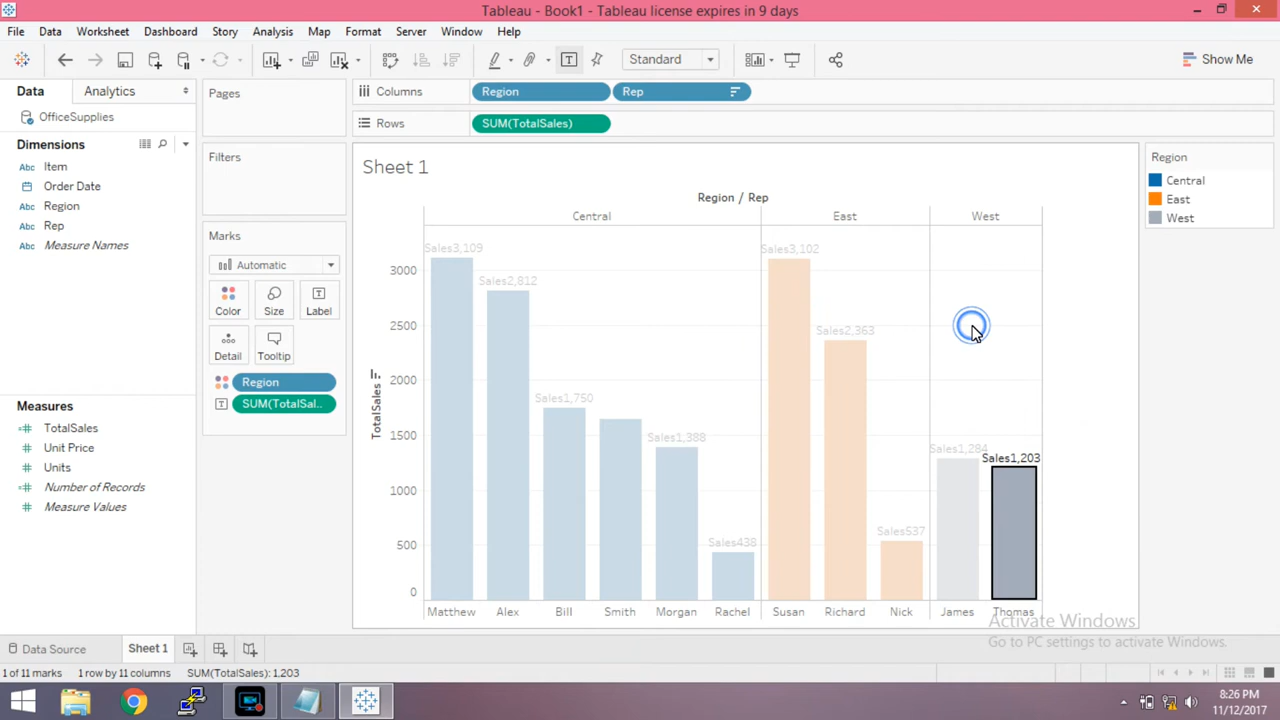 Tableau - Book1 - Tableau license expires in 9 days
File Data Worksheet Dashboard Story Analysis Map Format Server Window Help
Standard
Show Me
Data Analytics
OfficeSupplies
Dimensions
Abc Item
Order Date
Abc Region
Abc Rep
Abc Measure Names
Measures
TotalSales
Unit Price
Units
Number of Records
Measure Values
Pages
Filters
Marks
Automatic
Color Size Label
Detail Tooltip
Region
SUM(TotalSal..
Columns Region Rep
Rows SUM(TotalSales)
Sheet 1
Region / Rep
Central East West
TotalSales
3000
2500
2000
1500
1000
500
0
Sales3,109
Sales2,812
Sales1,750
Sales1,388
Sales438
Sales3,102
Sales2,363
Sales537
Sales1,284
Sales1,203
Matthew Alex Bill Smith Morgan Rachel Susan Richard Nick James Thomas
Region
Central
East
West
Activate Windows
Go to PC settings to activate Windows.
Data Source Sheet 1
1 of 11 marks 1 row by 11 columns SUM(TotalSales): 1,203
8:26 PM
11/12/2017